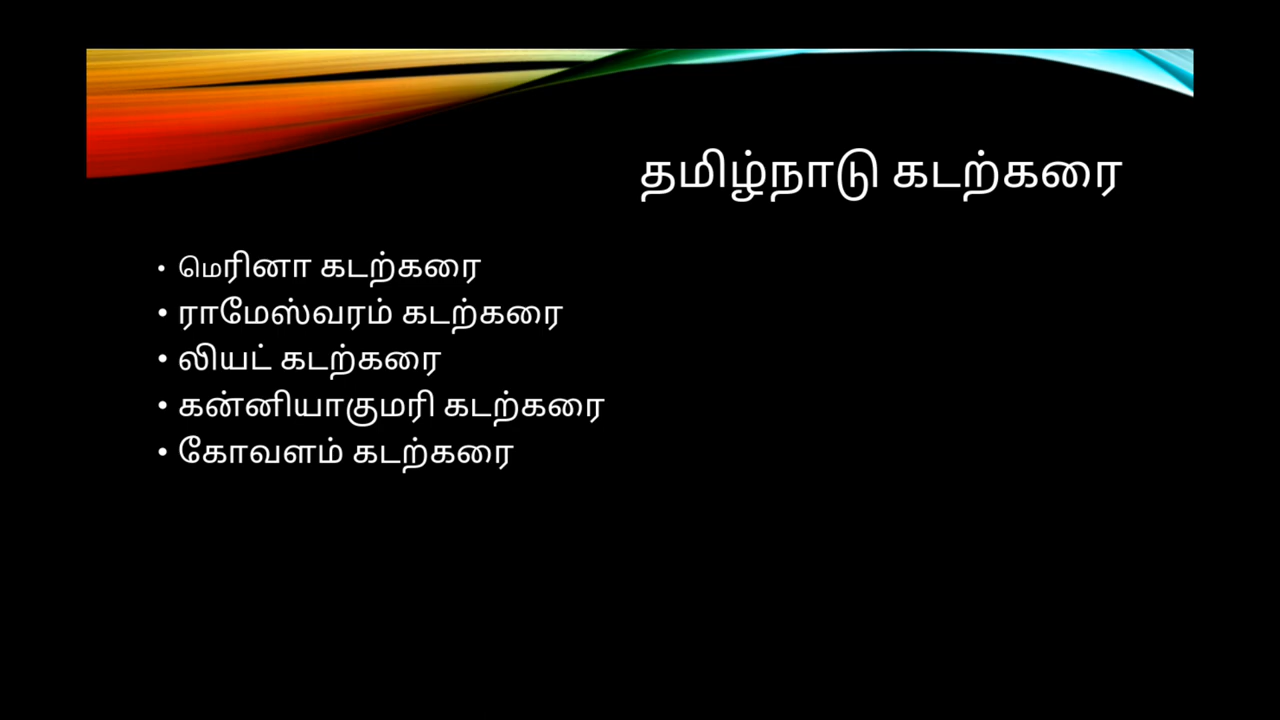 தமிழ்நாடு கடற்கரை
• மெரினா கடற்கரை
• ராமேஸ்வரம் கடற்கரை
• லியட் கடற்கரை
• கன்னியாகுமரி கடற்கரை
• கோவளம் கடற்கரை